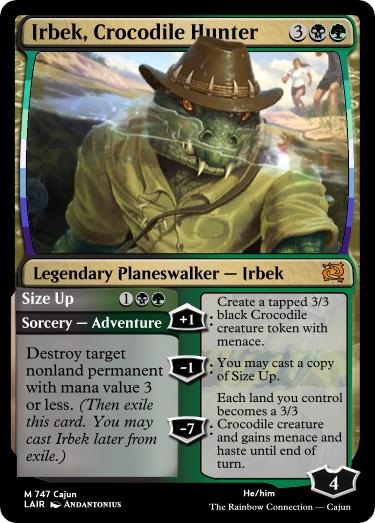 Irbek, Crocodile Hunter 3
Legendary Planeswalker — Irbek
Size Up 1
Sorcery — Adventure
Destroy target
nonland permanent
with mana value 3
or less. (Then exile
this card. You may
cast Irbek later from
exile.)
+1: Create a tapped 3/3
black Crocodile
creature token with
menace.
-1: You may cast a copy
of Size Up.
-7: Each land you
control becomes a 3/3
Crocodile creature
and gains menace and
haste until end of
turn.
4
M 747 Cajun
LAIR Andantonius
He/him
The Rainbow Connection — Cajun